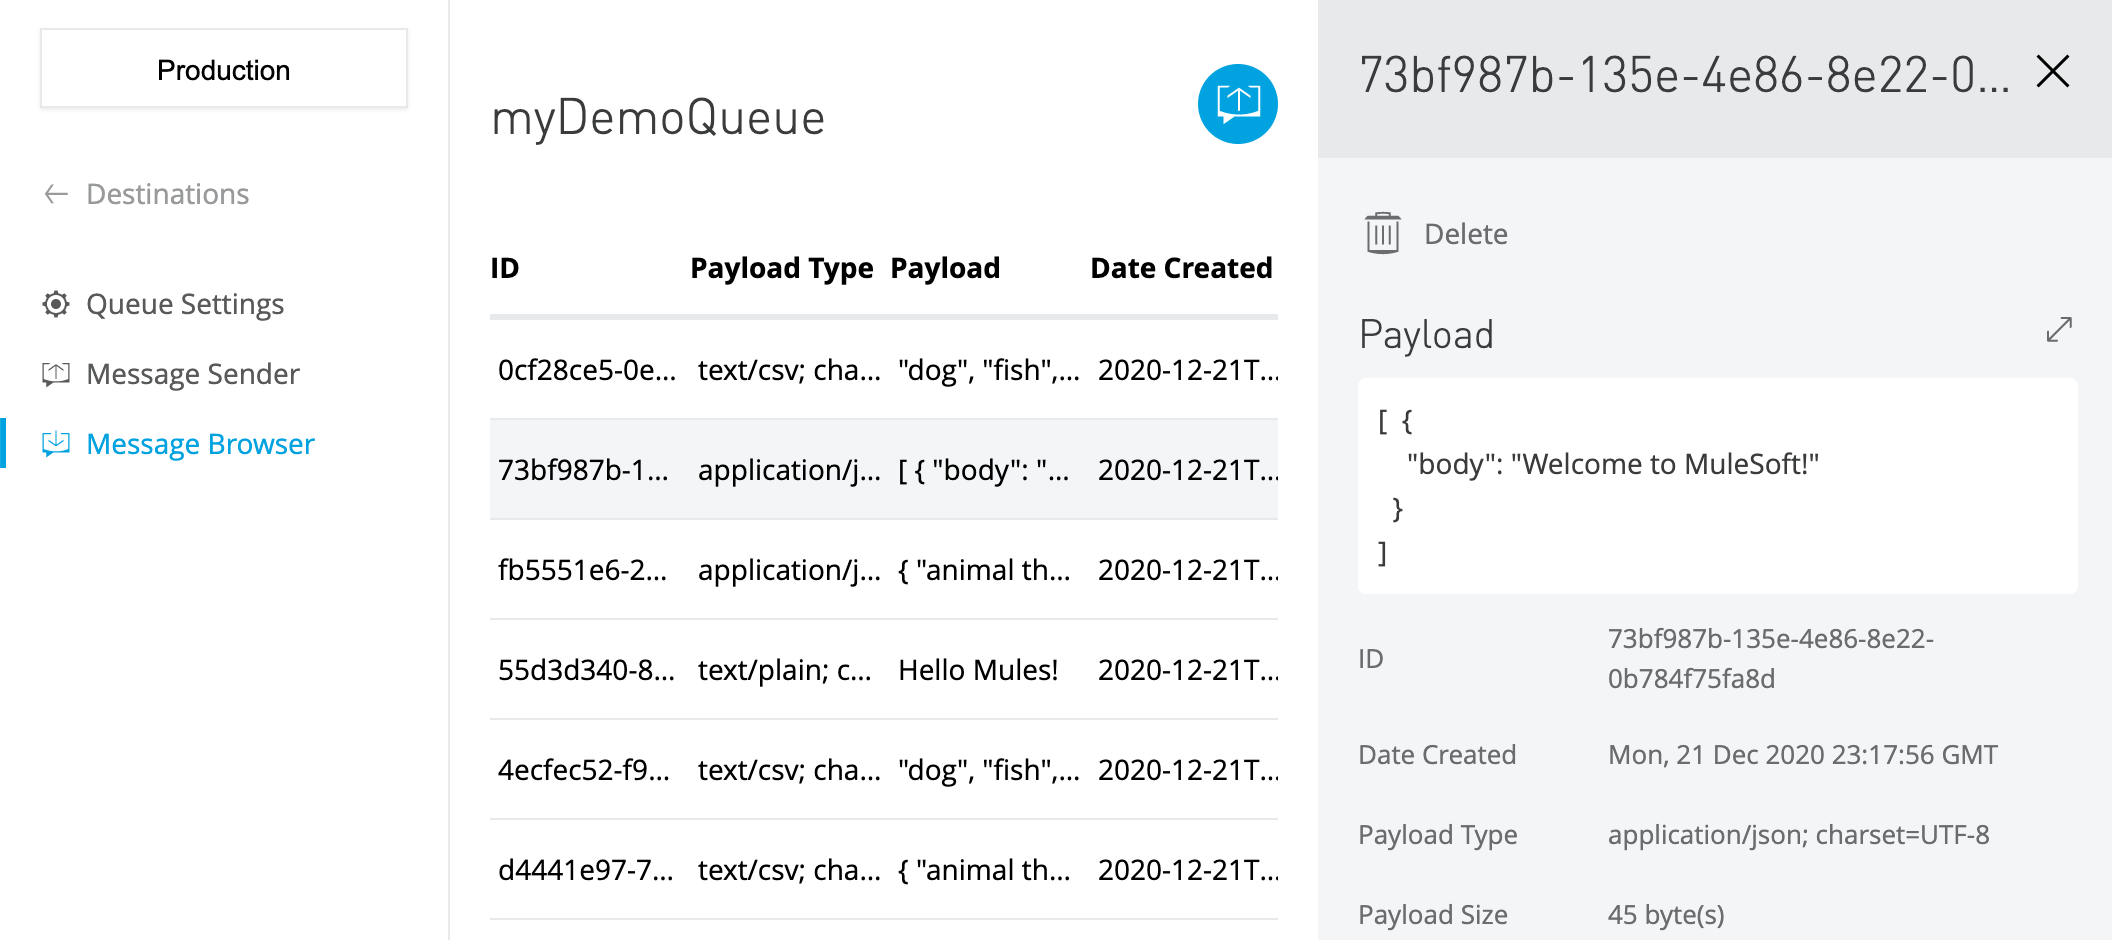 Production
Destinations
Queue Settings
Message Sender
Message Browser
myDemoQueue
ID Payload Type Payload Date Created
0cf28ce5-0e... text/csv; cha... "dog", "fish",... 2020-12-21T...
73bf987b-1... application/j... [ { "body": "... 2020-12-21T...
fb5551e6-2... application/j... { "animal th... 2020-12-21T...
55d3d340-8... text/plain; c... Hello Mules! 2020-12-21T...
4ecfec52-f9... text/csv; cha... "dog", "fish",... 2020-12-21T...
d4441e97-7... text/csv; cha... { "animal th... 2020-12-21T...
73bf987b-135e-4e86-8e22-0...
Delete
Payload
[ {
"body": "Welcome to MuleSoft!"
}
]
ID 73bf987b-135e-4e86-8e22-
0b784f75fa8d
Date Created Mon, 21 Dec 2020 23:17:56 GMT
Payload Type application/json; charset=UTF-8
Payload Size 45 byte(s)